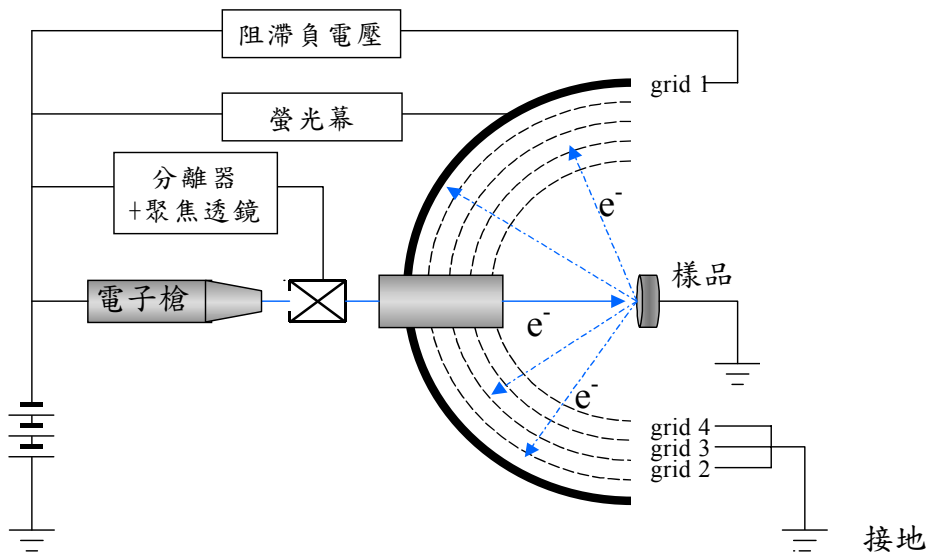 阻滯負電壓
grid 1
螢光幕
分離器
+聚焦透鏡
e-
電子槍
樣品
e-
e-
grid 4
grid 3
grid 2
接地